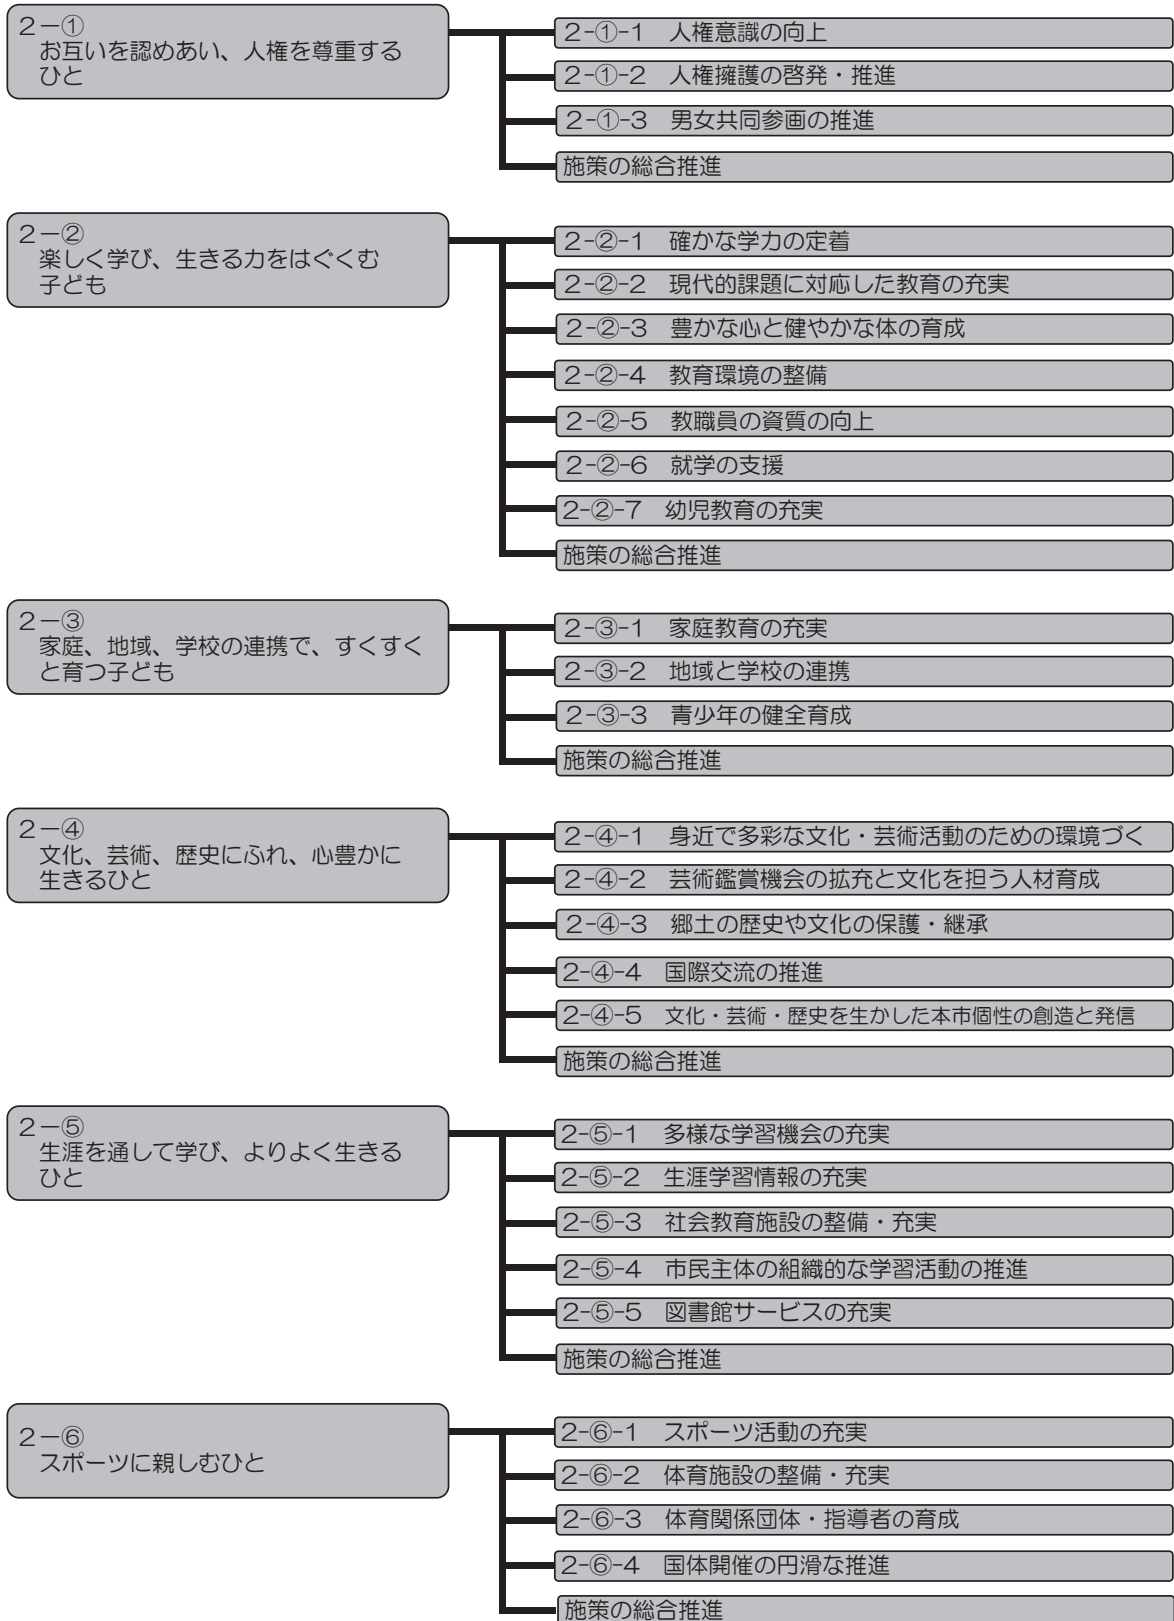 2－①
お互いを認めあい、人権を尊重する
ひと
2-①-1 人権意識の向上
2-①-2 人権擁護の啓発・推進
2-①-3 男女共同参画の推進
施策の総合推進
2－②
楽しく学び、生きる力をはぐくむ
子ども
2-②-1 確かな学力の定着
2-②-2 現代的課題に対応した教育の充実
2-②-3 豊かな心と健やかな体の育成
2-②-4 教育環境の整備
2-②-5 教職員の資質の向上
2-②-6 就学の支援
2-②-7 幼児教育の充実
施策の総合推進
2－③
家庭、地域、学校の連携で、すくすく
と育つ子ども
2-③-1 家庭教育の充実
2-③-2 地域と学校の連携
2-③-3 青少年の健全育成
施策の総合推進
2－④
文化、芸術、歴史にふれ、心豊かに
生きるひと
2-④-1 身近で多彩な文化・芸術活動のための環境づく
2-④-2 芸術鑑賞機会の拡充と文化を担う人材育成
2-④-3 郷土の歴史や文化の保護・継承
2-④-4 国際交流の推進
2-④-5 文化・芸術・歴史を生かした本市個性の創造と発信
施策の総合推進
2－⑤
生涯を通して学び、よりよく生きる
ひと
2-⑤-1 多様な学習機会の充実
2-⑤-2 生涯学習情報の充実
2-⑤-3 社会教育施設の整備・充実
2-⑤-4 市民主体の組織的な学習活動の推進
2-⑤-5 図書館サービスの充実
施策の総合推進
2－⑥
スポーツに親しむひと
2-⑥-1 スポーツ活動の充実
2-⑥-2 体育施設の整備・充実
2-⑥-3 体育関係団体・指導者の育成
2-⑥-4 国体開催の円滑な推進
施策の総合推進